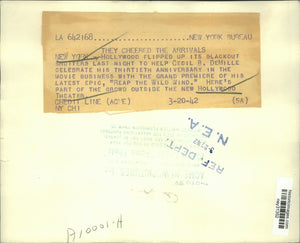 LA 642168 NEW YORK BUREAU
THEY CHEERED THE ARRIVALS
NEW YORK -- HOLLYWOOD FLIPPED UP ITS BLACKOUT
SHUTTERS LAST NIGHT TO HELP CECIL B. DEMILLE
CELEBRATE HIS THIRTIETH ANNIVERSARY IN THE
MOVIE BUSINESS WITH THE GRAND PREMIERE OF HIS
LATEST EPIC, "REAP THE WILD WIND." HERE'S
PART OF THE CROWD OUTSIDE THE NEW HOLLYWOOD
THEATER.
CREDIT LINE (ACME) 3-20-42 (SK)
NY CHI
REF. DEPT.
N.E.A.